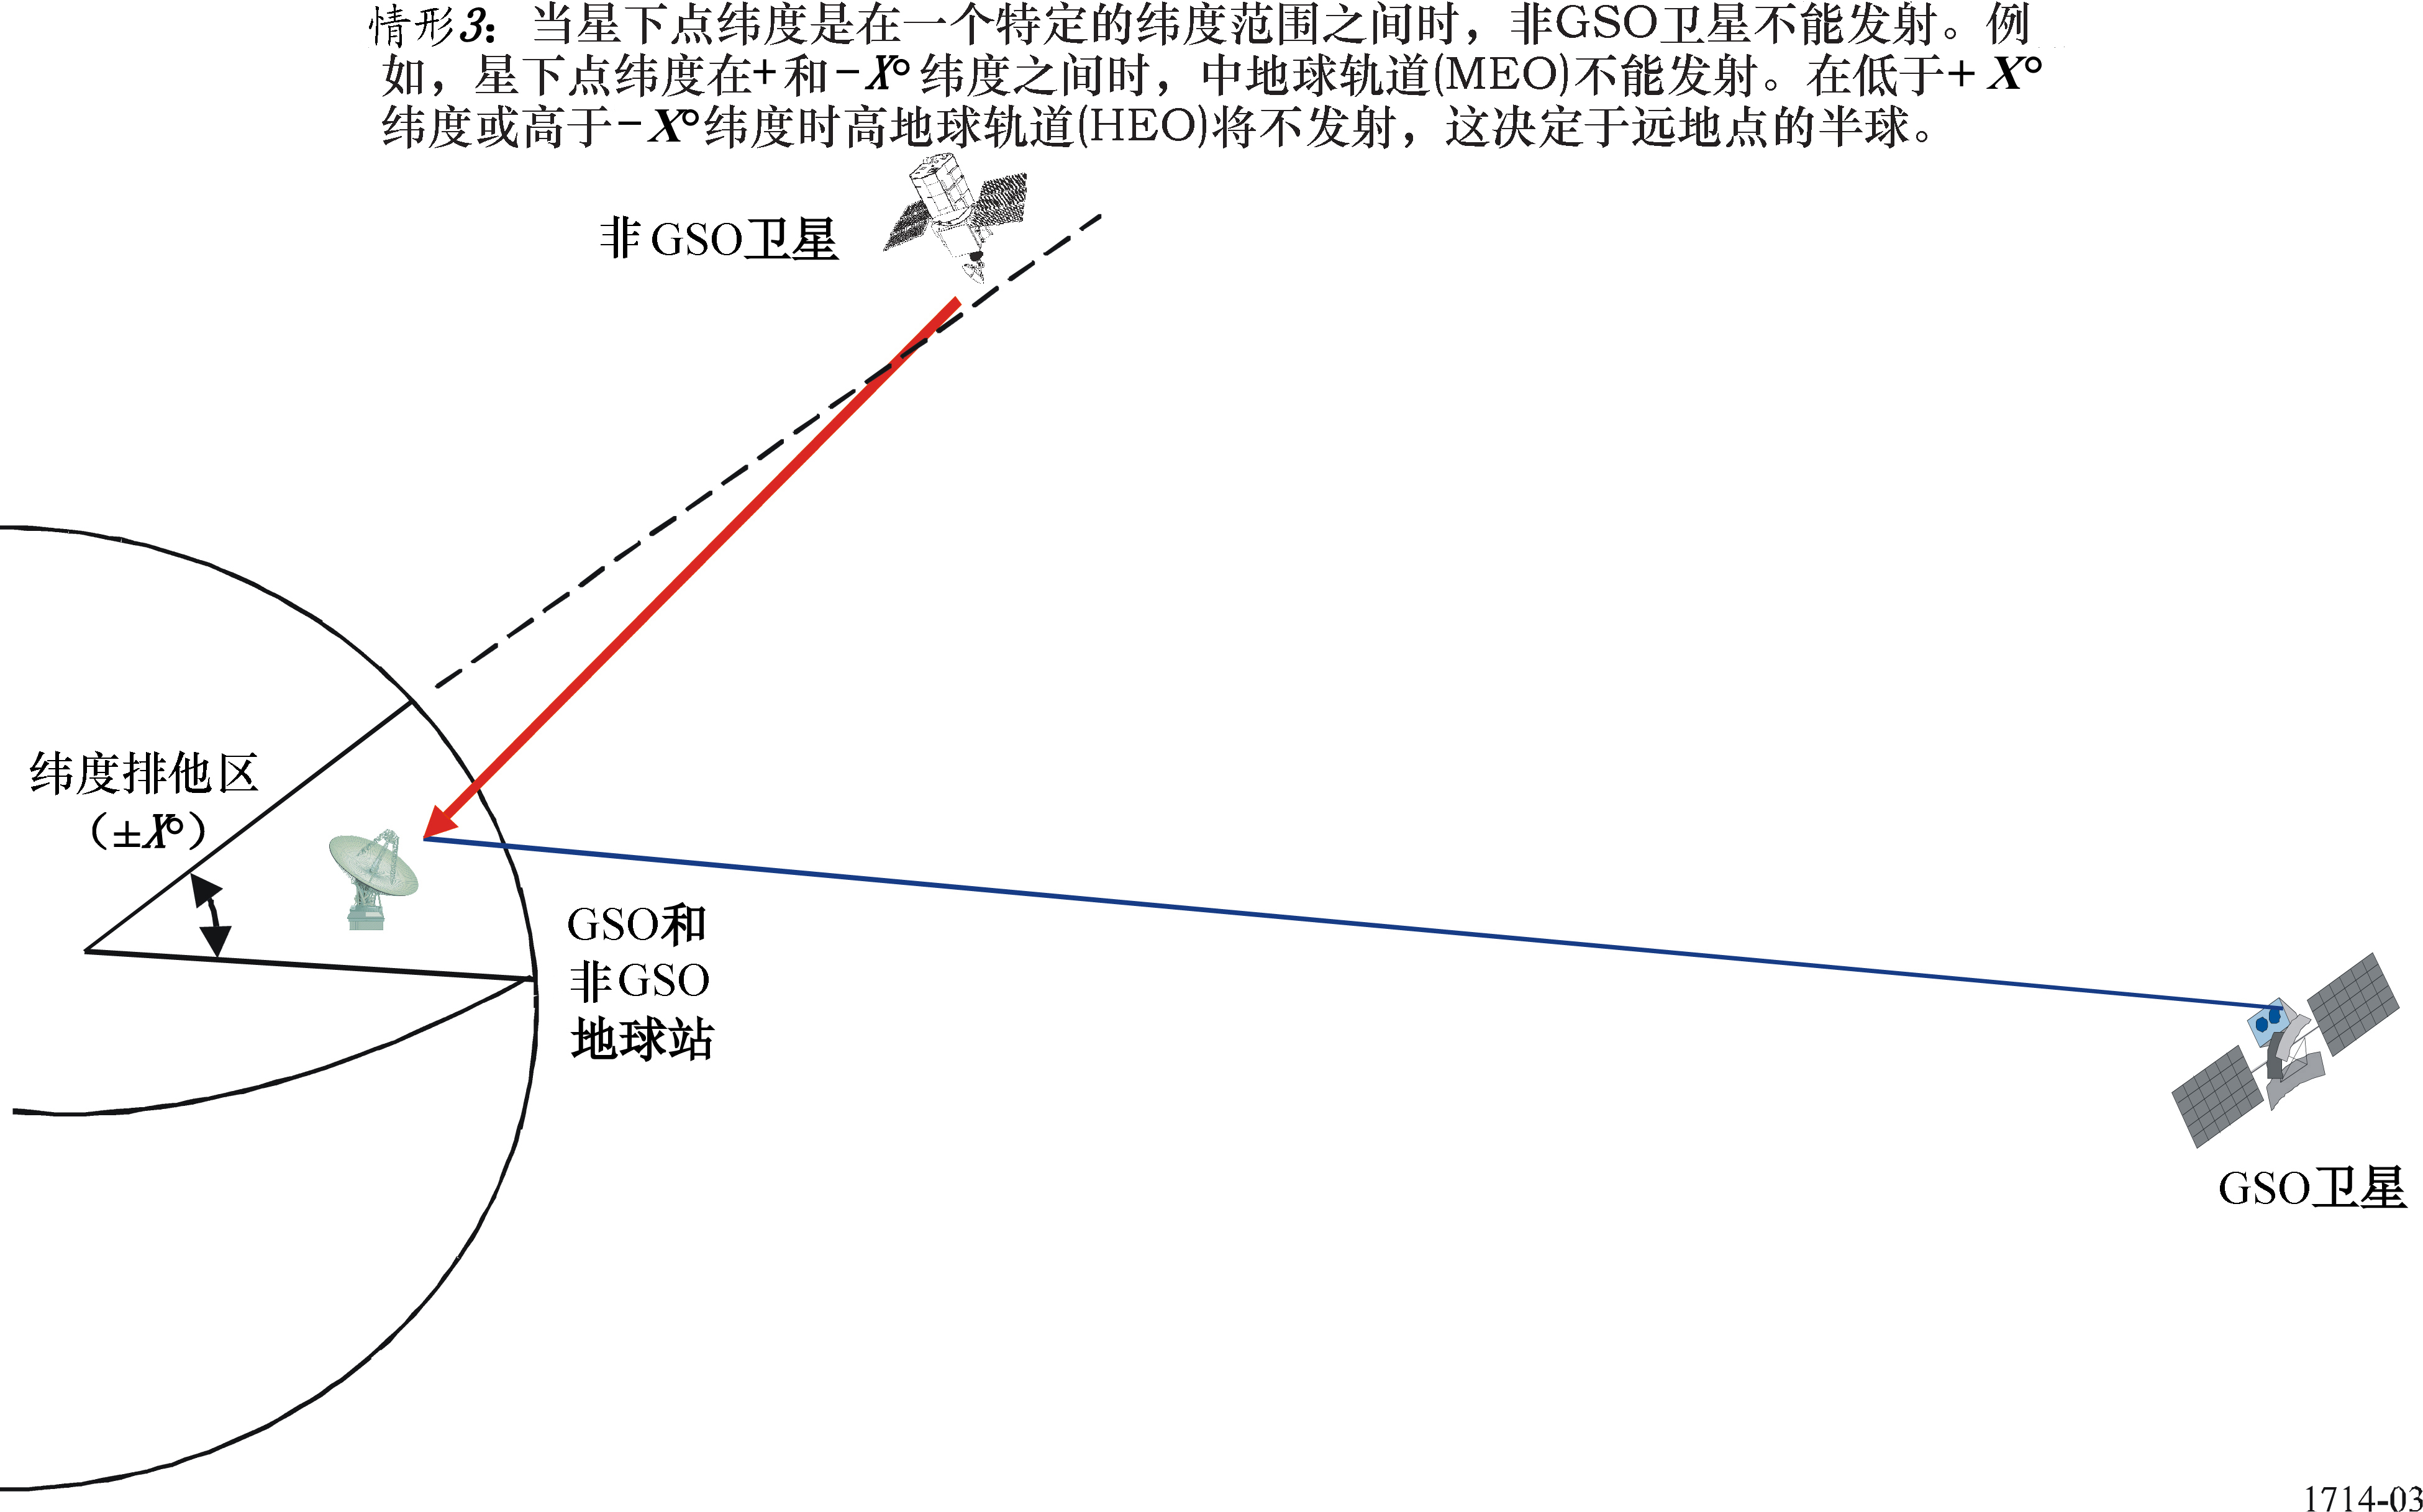 情形3：当星下点纬度是在一个特定的纬度范围之间时，非GSO卫星不能发射。例
如，星下点纬度在+和−X°纬度之间时，中地球轨道(MEO)不能发射。在低于+ X°
纬度或高于−X°纬度时高地球轨道(HEO)将不发射，这决定于远地点的半球。
非GSO卫星
纬度排他区
（±X°）
GSO和
非GSO
地球站
GSO卫星
1714-03